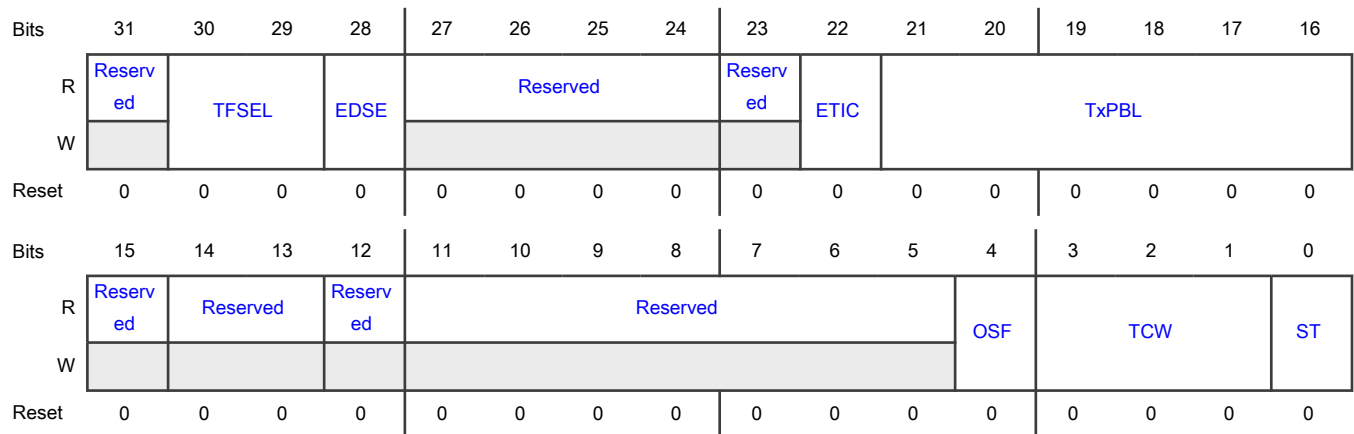 Bits 31 30 29 28 27 26 25 24 23 22 21 20 19 18 17 16
R Reserv ed TFSEL EDSE Reserved Reserv ed ETIC TxPBL
W
Reset 0 0 0 0 0 0 0 0 0 0 0 0 0 0 0 0
Bits 15 14 13 12 11 10 9 8 7 6 5 4 3 2 1 0
R Reserv ed Reserved Reserv ed Reserved OSF TCW ST
W
Reset 0 0 0 0 0 0 0 0 0 0 0 0 0 0 0 0